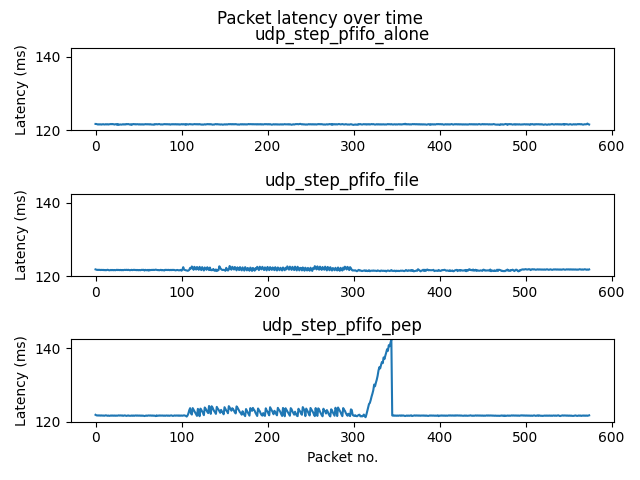 Packet latency over time
udp_step_pfifo_alone
Latency (ms)
140
120
0 100 200 300 400 500 600
udp_step_pfifo_file
Latency (ms)
140
120
0 100 200 300 400 500 600
udp_step_pfifo_pep
Latency (ms)
140
120
0 100 200 300 400 500 600
Packet no.